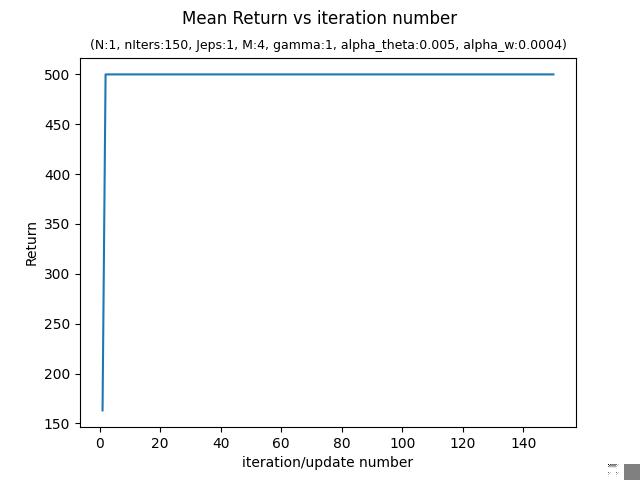 Mean Return vs iteration number
(N:1, nIters:150, Jeps:1, M:4, gamma:1, alpha_theta:0.005, alpha_w:0.0004)
500
450
400
350
300
250
200
150
Return
0 20 40 60 80 100 120 140
iteration/update number